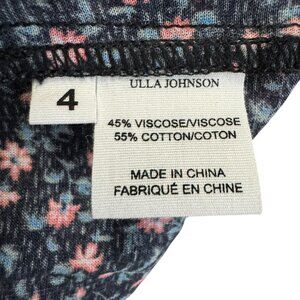 ULLA JOHNSON
4
45% VISCOSE/VISCOSE
55% COTTON/COTON
MADE IN CHINA
FABRIQUÉ EN CHINE